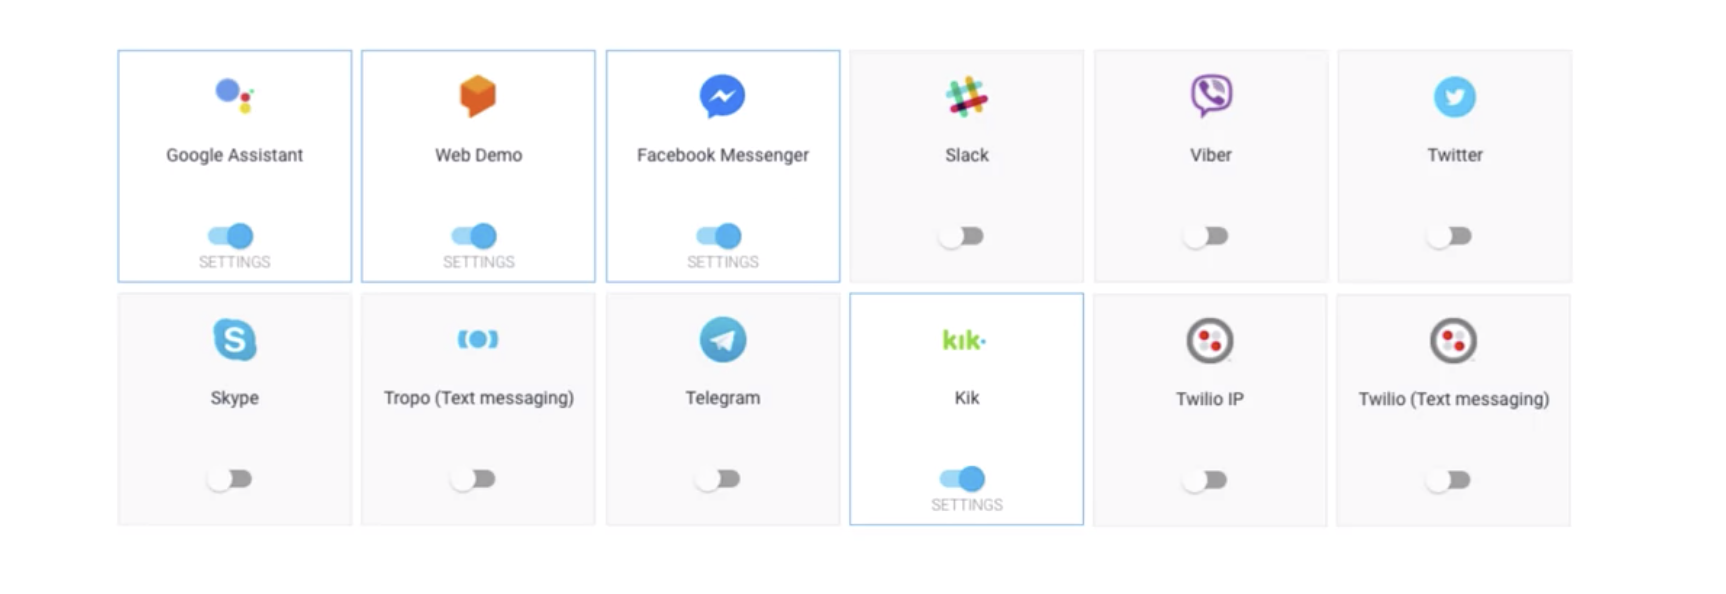 Google Assistant
Web Demo
Facebook Messenger
Slack
Viber
Twitter
SETTINGS
SETTINGS
SETTINGS
S
kik.
Skype
Tropo (Text messaging)
Telegram
Kik
Twilio IP
Twilio (Text messaging)
SETTINGS